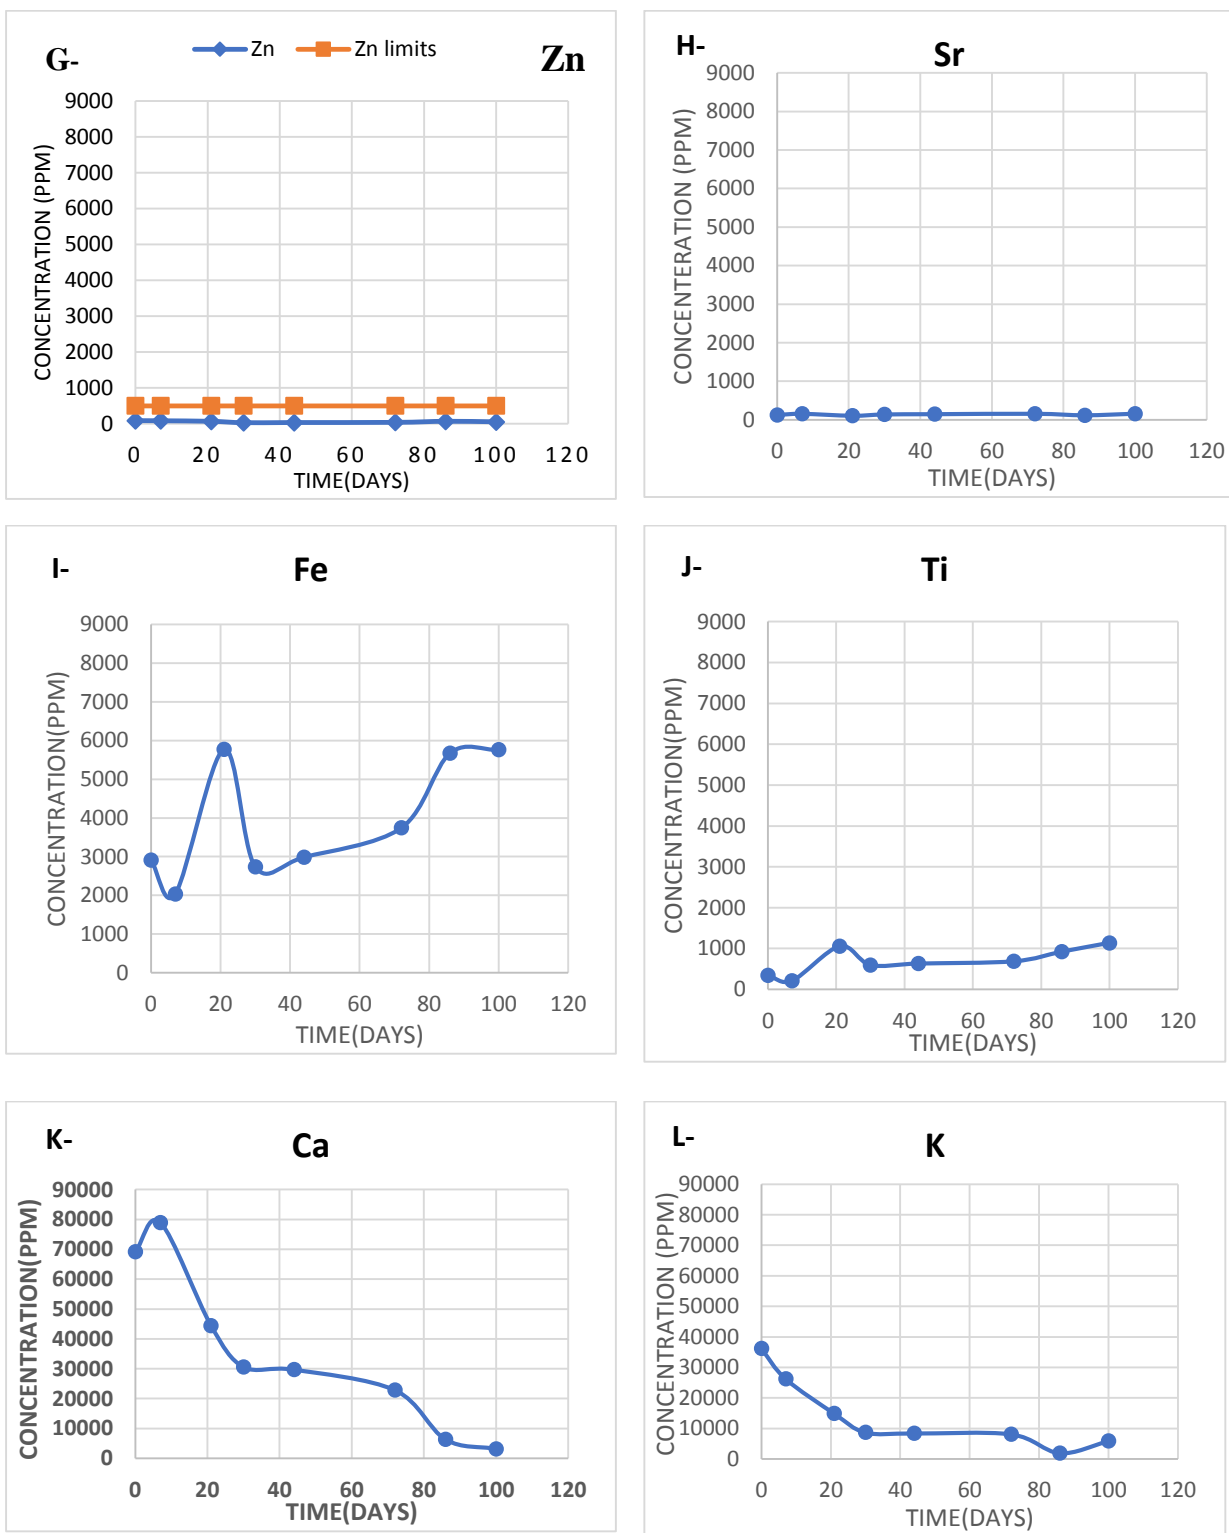 G-
Zn
Zn limits
Zn
CONCENTRATION (PPM)
9000
8000
7000
6000
5000
4000
3000
2000
1000
0
0 20 40 60 80 100 120
TIME(DAYS)
H-
Sr
CONCENTERATION (PPM)
9000
8000
7000
6000
5000
4000
3000
2000
1000
0
0 20 40 60 80 100 120
TIME(DAYS)
I-
Fe
CONCENTRATION(PPM)
9000
8000
7000
6000
5000
4000
3000
2000
1000
0
0 20 40 60 80 100 120
TIME(DAYS)
J-
Ti
CONCENTRATION(PPM)
9000
8000
7000
6000
5000
4000
3000
2000
1000
0
0 20 40 60 80 100 120
TIME(DAYS)
K-
Ca
CONCENTRATION(PPM)
90000
80000
70000
60000
50000
40000
30000
20000
10000
0
0 20 40 60 80 100 120
TIME(DAYS)
L-
K
CONCENTRATION (PPM)
90000
80000
70000
60000
50000
40000
30000
20000
10000
0
0 20 40 60 80 100 120
TIME(DAYS)